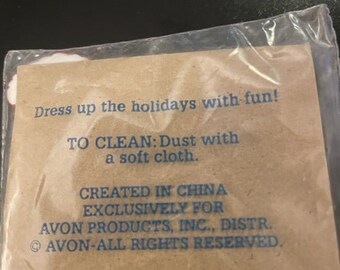 Dress up the holidays with fun!
TO CLEAN: Dust with
a soft cloth.
CREATED IN CHINA
EXCLUSIVELY FOR
AVON PRODUCTS, INC., DISTR.
© AVON-ALL RIGHTS RESERVED.